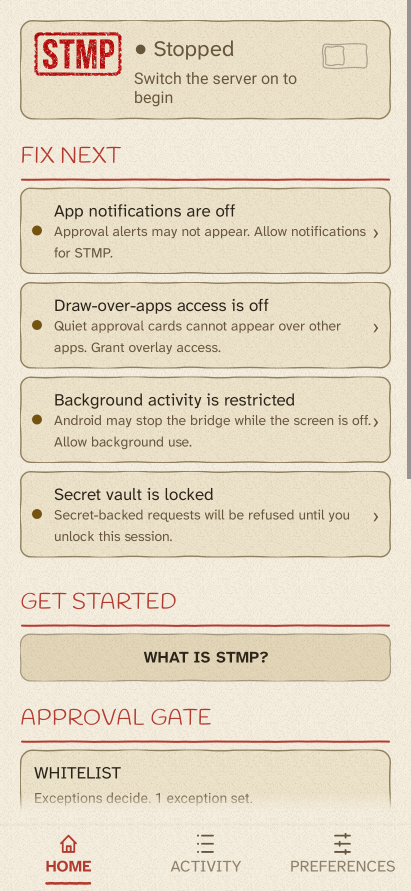 STMP
● Stopped
Switch the server on to
begin
FIX NEXT
App notifications are off
Approval alerts may not appear. Allow notifications
for STMP.
Draw-over-apps access is off
Quiet approval cards cannot appear over other
apps. Grant overlay access.
Background activity is restricted
Android may stop the bridge while the screen is off.
Allow background use.
Secret vault is locked
Secret-backed requests will be refused until you
unlock this session.
GET STARTED
WHAT IS STMP?
APPROVAL GATE
WHITELIST
Exceptions decide. 1 exception set.
HOME
ACTIVITY
PREFERENCES